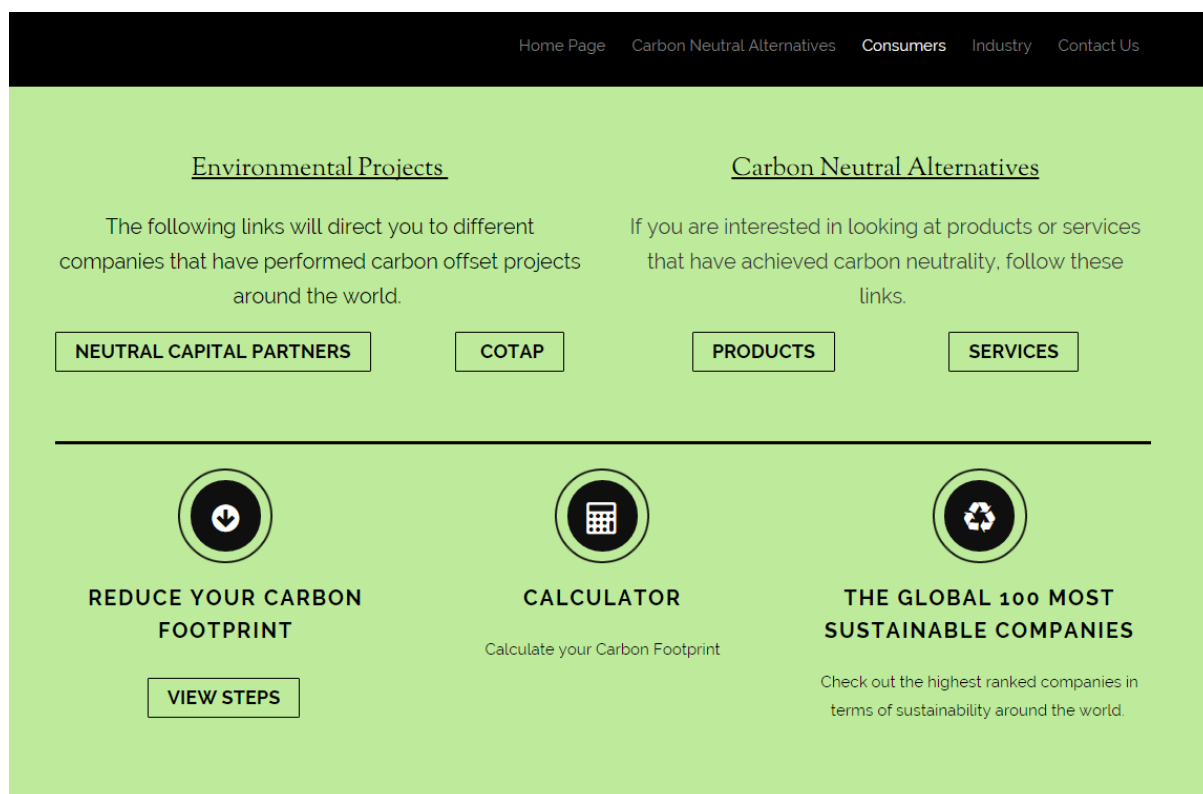 Home Page Carbon Neutral Alternatives Consumers Industry Contact Us
Environmental Projects
The following links will direct you to different
companies that have performed carbon offset projects
around the world.
NEUTRAL CAPITAL PARTNERS COTAP
Carbon Neutral Alternatives
If you are interested in looking at products or services
that have achieved carbon neutrality, follow these
links.
PRODUCTS SERVICES
REDUCE YOUR CARBON
FOOTPRINT
VIEW STEPS
CALCULATOR
Calculate your Carbon Footprint
THE GLOBAL 100 MOST
SUSTAINABLE COMPANIES
Check out the highest ranked companies in
terms of sustainability around the world.